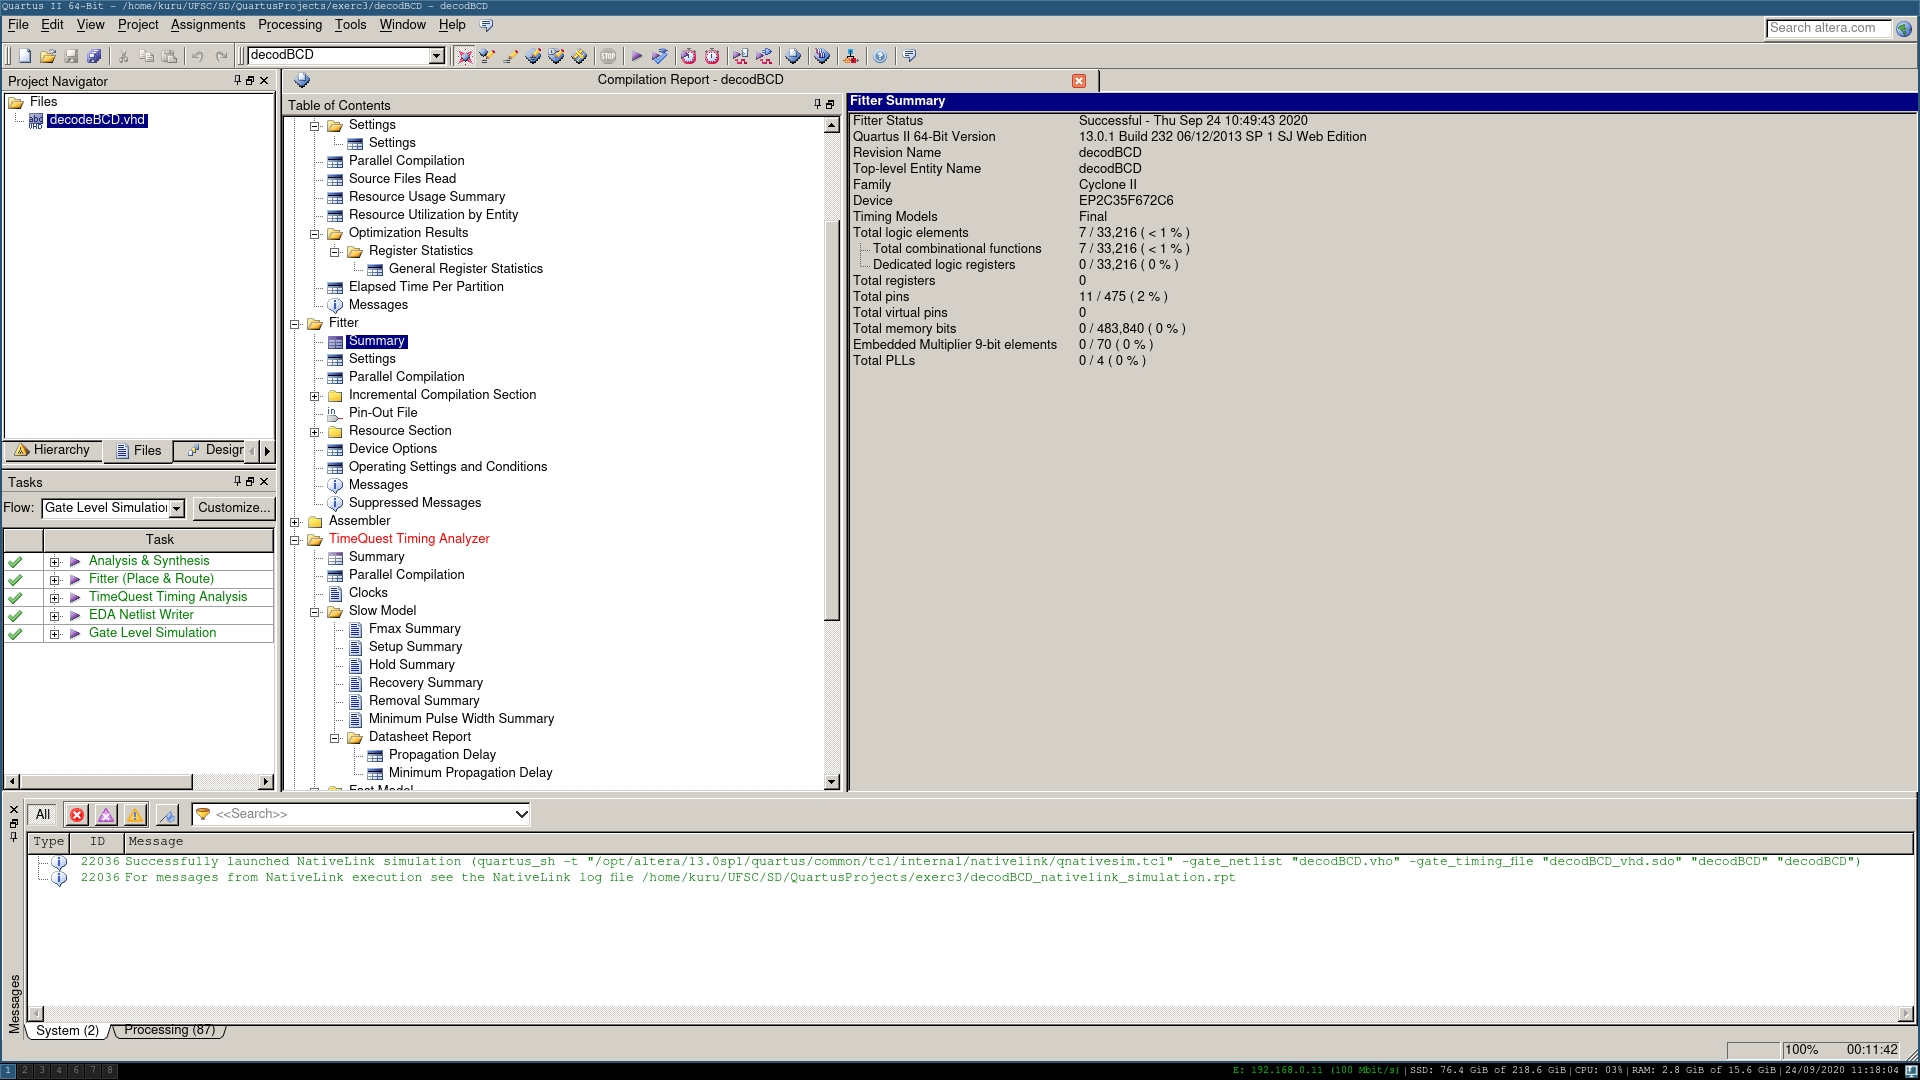 Quartus II 64-Bit - /home/kuru/UFSC/SD/QuartusProjects/exerc3/decodBCD - decodBCD
File Edit View Project Assignments Processing Tools Window Help
Search altera.com
decodBCD
STOP
Project Navigator
Files
decodeBCD.vhd
Hierarchy Files Desigr
Tasks
Flow: Gate Level Simulation Customize...
Task
Analysis & Synthesis
Fitter (Place & Route)
TimeQuest Timing Analysis
EDA Netlist Writer
Gate Level Simulation
Compilation Report - decodBCD
Table of Contents
Settings
Settings
Parallel Compilation
Source Files Read
Resource Usage Summary
Resource Utilization by Entity
Optimization Results
Register Statistics
General Register Statistics
Elapsed Time Per Partition
Messages
Fitter
Summary
Settings
Parallel Compilation
Incremental Compilation Section
Pin-Out File
Resource Section
Device Options
Operating Settings and Conditions
Messages
Suppressed Messages
Assembler
TimeQuest Timing Analyzer
Summary
Parallel Compilation
Clocks
Slow Model
Fmax Summary
Setup Summary
Hold Summary
Recovery Summary
Removal Summary
Minimum Pulse Width Summary
Datasheet Report
Propagation Delay
Minimum Propagation Delay
Fast Model
Fitter Summary
Fitter Status Successful - Thu Sep 24 10:49:43 2020
Quartus II 64-Bit Version 13.0.1 Build 232 06/12/2013 SP 1 SJ Web Edition
Revision Name decodBCD
Top-level Entity Name decodBCD
Family Cyclone II
Device EP2C35F672C6
Timing Models Final
Total logic elements 7 / 33,216 ( < 1 % )
Total combinational functions 7 / 33,216 ( < 1 % )
Dedicated logic registers 0 / 33,216 ( 0 % )
Total registers 0
Total pins 11 / 475 ( 2 % )
Total virtual pins 0
Total memory bits 0 / 483,840 ( 0 % )
Embedded Multiplier 9-bit elements 0 / 70 ( 0 % )
Total PLLs 0 / 4 ( 0 % )
All <<Search>>
Type ID Message
22036 Successfully launched NativeLink simulation (quartus_sh -t "/opt/altera/13.0sp1/quartus/common/tcl/internal/nativelink/qnativesim.tcl" -gate_netlist "decodBCD.vho" -gate_timing_file "decodBCD_vhd.sdo" "decodBCD" "decodBCD")
22036 For messages from NativeLink execution see the NativeLink log file /home/kuru/UFSC/SD/QuartusProjects/exerc3/decodBCD_nativelink_simulation.rpt
Messages
System (2) Processing (87)
100% 00:11:42
1 2 3 4 6 7 8
E: 192.168.0.11 (100 Mbit/s)|SSD: 76.4 GiB of 218.6 GiB|CPU: 03%|RAM: 2.8 GiB of 15.6 GiB|24/09/2020 11:18:04